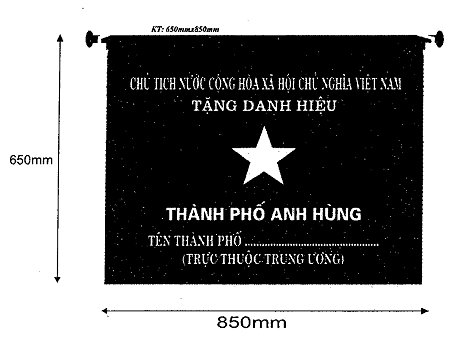 KT: 650mmx850mm
CHỦ TỊCH NƯỚC CỘNG HÒA XÃ HỘI CHỦ NGHĨA VIỆT NAM
TẶNG DANH HIỆU
650mm
THÀNH PHỐ ANH HÙNG
TÊN THÀNH PHỐ ............................................
(TRỰC THUỘC TRUNG ƯƠNG)
850mm